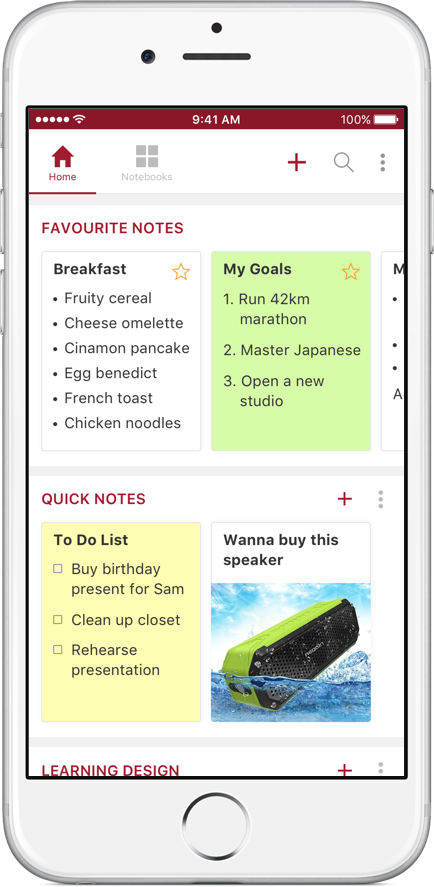 9:41 AM
100%
Home
Notebooks
FAVOURITE NOTES
Breakfast
• Fruity cereal
• Cheese omelette
• Cinamon pancake
• Egg benedict
• French toast
• Chicken noodles
My Goals
1. Run 42km
marathon
2. Master Japanese
3. Open a new
studio
M
A
QUICK NOTES
To Do List
Buy birthday
present for Sam
Clean up closet
Rehearse
presentation
Wanna buy this
speaker
LEARNING DESIGN